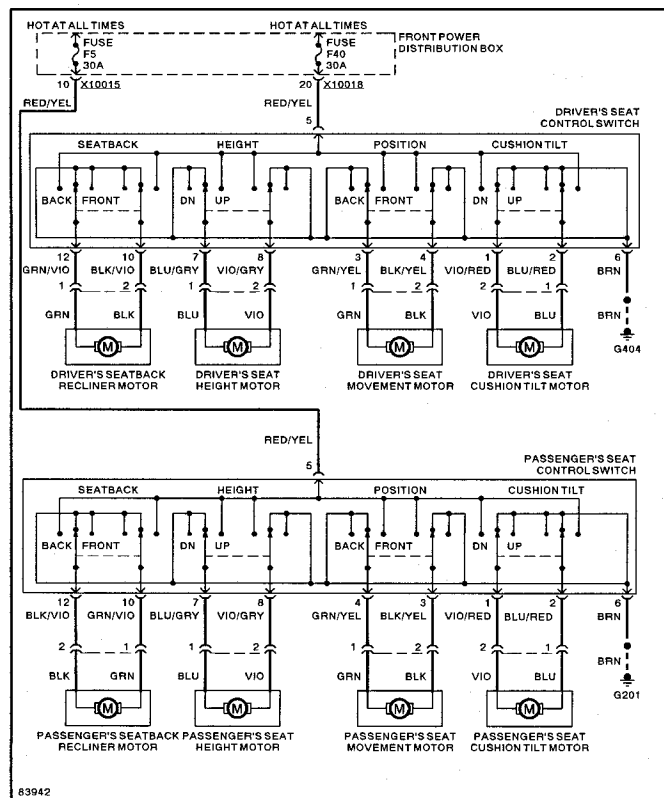 HOT AT ALL TIMES HOT AT ALL TIMES
FUSE FUSE FRONT POWER
F5 F40 DISTRIBUTION BOX
30A 30A
10 X10015 20 X10018
RED/YEL RED/YEL
5 DRIVER'S SEAT
CONTROL SWITCH
SEATBACK HEIGHT POSITION CUSHION TILT
BACK FRONT DN UP BACK FRONT DN UP
12 10 7 8 3 4 1 2 6
GRN/VIO BLK/VIO BLU/GRY VIO/GRY GRN/YEL BLK/YEL VIO/RED BLU/RED BRN
1 2 1 2 1 2 2 1
GRN BLK BLU VIO GRN BLK VIO BLU BRN
M M M M
G404
DRIVER'S SEATBACK DRIVER'S SEAT DRIVER'S SEAT DRIVER'S SEAT
RECLINER MOTOR HEIGHT MOTOR MOVEMENT MOTOR CUSHION TILT MOTOR
RED/YEL
5 PASSENGER'S SEAT
CONTROL SWITCH
SEATBACK HEIGHT POSITION CUSHION TILT
BACK FRONT DN UP BACK FRONT DN UP
12 10 7 8 4 3 1 2 6
BLK/VIO GRN/VIO BLU/GRY VIO/GRY GRN/YEL BLK/YEL VIO/RED BLU/RED BRN
2 1 1 2 1 2 2 1
BLK GRN BLU VIO GRN BLK VIO BLU BRN
M M M M
G201
PASSENGER'S SEATBACK PASSENGER'S SEAT PASSENGER'S SEAT PASSENGER'S SEAT
RECLINER MOTOR HEIGHT MOTOR MOVEMENT MOTOR CUSHION TILT MOTOR
83942